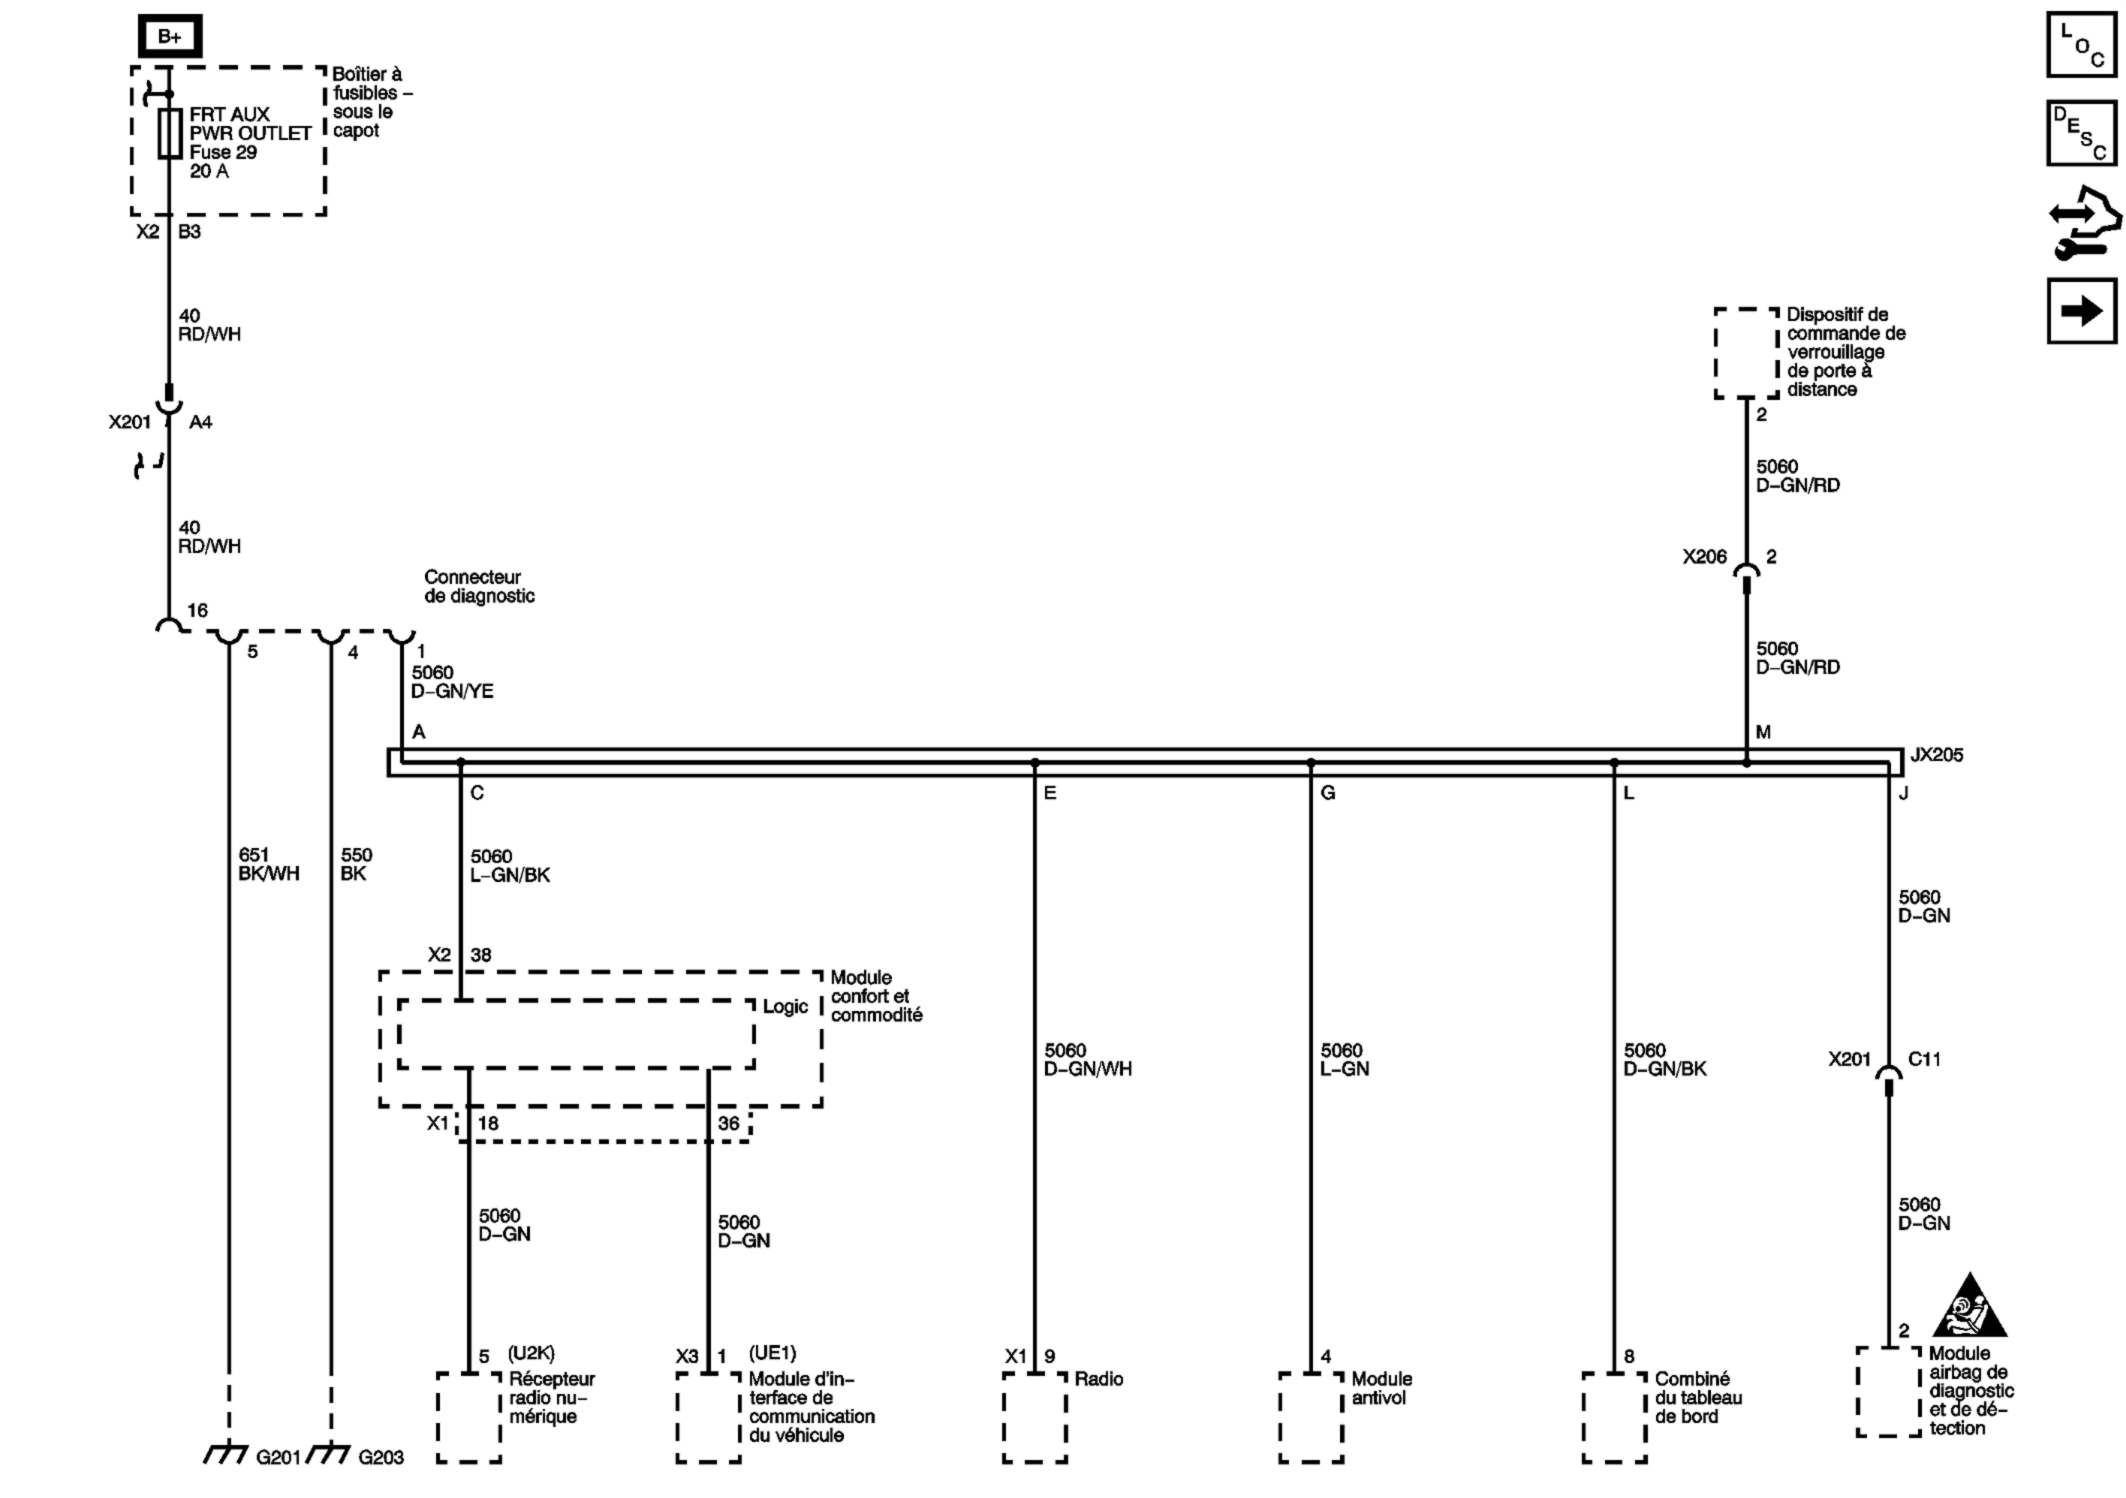 B+
Boîtier à
fusibles –
sous le
capot
FRT AUX
PWR OUTLET
Fuse 29
20 A
X2 B3
40
RD/WH
X201 A4
40
RD/WH
16
Connecteur
de diagnostic
5 4 1
5060
D–GN/YE
A
L
O
C
D
E
S
C
Dispositif de
commande de
verrouillage
de porte à
distance
2
5060
D–GN/RD
X206 2
5060
D–GN/RD
M
JX205
C E G L J
651
BK/WH
550
BK
5060
L–GN/BK
5060
D–GN
X2 38
Module
confort et
commodité
Logic
5060
D–GN/WH
5060
L–GN
5060
D–GN/BK
X201 C11
X1 18 36
5060
D–GN
5060
D–GN
5060
D–GN
5 (U2K)
Récepteur
radio nu–
mérique
X3 1 (UE1)
Module d'in–
terface de
communication
du véhicule
X1 9
Radio
4
Module
antivol
8
Combiné
du tableau
de bord
2
Module
airbag de
diagnostic
et de dé–
tection
G201 G203